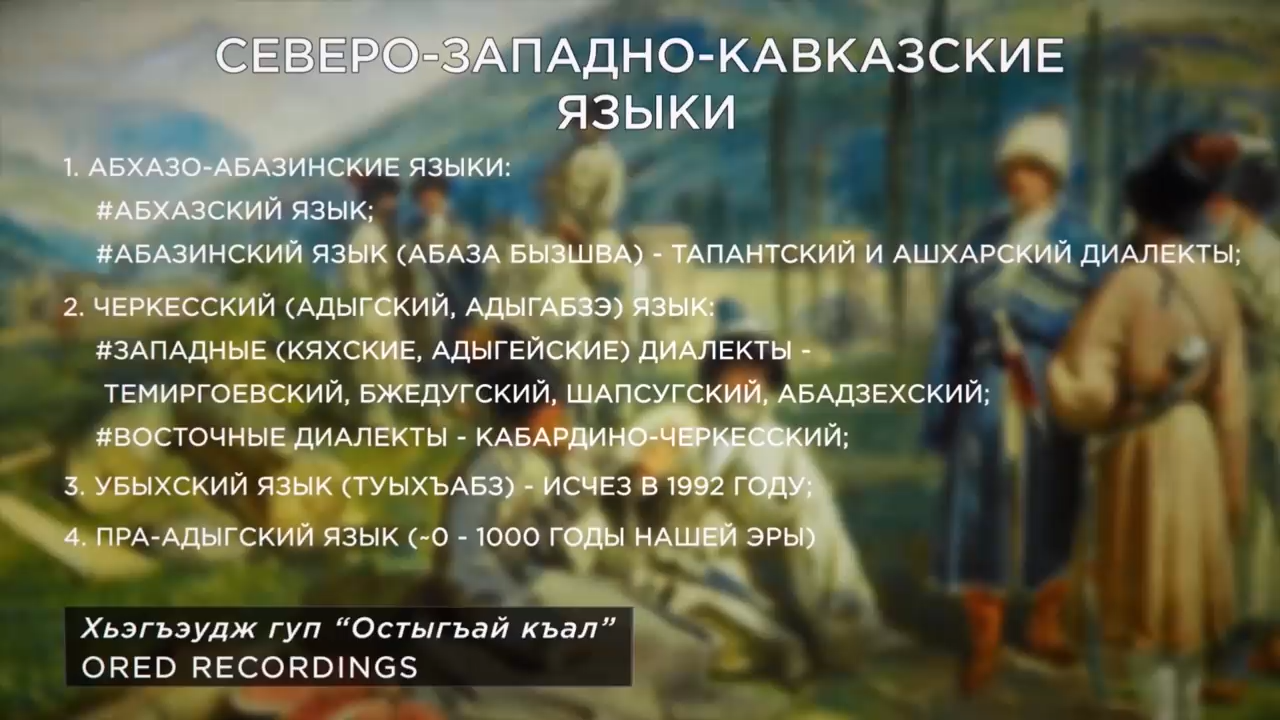 СЕВЕРО-ЗАПАДНО-КАВКАЗСКИЕ
ЯЗЫКИ
1. АБХАЗО-АБАЗИНСКИЕ ЯЗЫКИ:
#АБХАЗСКИЙ ЯЗЫК;
#АБАЗИНСКИЙ ЯЗЫК (АБАЗА БЫЗШВА) - ТАПАНТСКИЙ И АШХАРСКИЙ ДИАЛЕКТЫ;
2. ЧЕРКЕССКИЙ (АДЫГСКИЙ, АДЫГАБЗЭ) ЯЗЫК:
#ЗАПАДНЫЕ (КЯХСКИЕ, АДЫГЕЙСКИЕ) ДИАЛЕКТЫ -
ТЕМИРГОЕВСКИЙ, БЖЕДУГСКИЙ, ШАПСУГСКИЙ, АБАДЗЕХСКИЙ;
#ВОСТОЧНЫЕ ДИАЛЕКТЫ - КАБАРДИНО-ЧЕРКЕССКИЙ;
3. УБЫХСКИЙ ЯЗЫК (ТУЫХЪАБЗ) - ИСЧЕЗ В 1992 ГОДУ;
4. ПРА-АДЫГСКИЙ ЯЗЫК (~0 - 1000 ГОДЫ НАШЕЙ ЭРЫ)
Хьэгъэудж гуп “Остыгъай къал”
ORED RECORDINGS